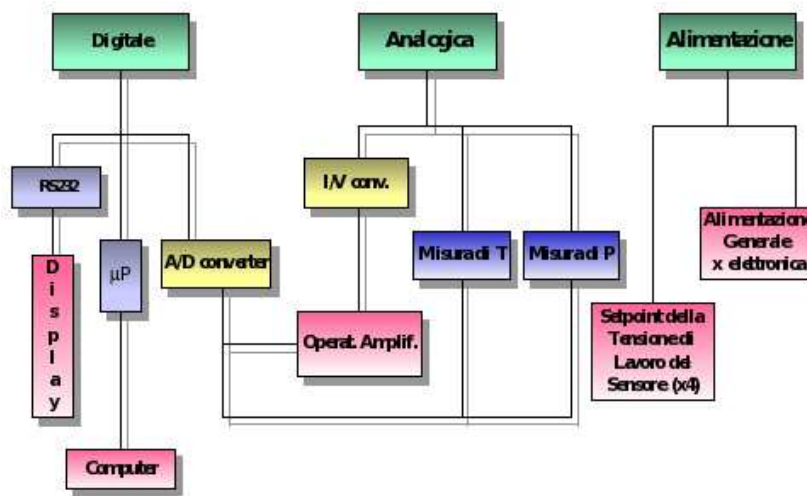 Digitale
Analogica
Alimentazione
RS232
I/V conv.
Alimentazione
Generale
x elettronica
Display
μP
A/D converter
Misura di T
Misura di P
Operat. Amplif.
Setpoint della
Tensione di
Lavoro del
Sensore (x4)
Computer